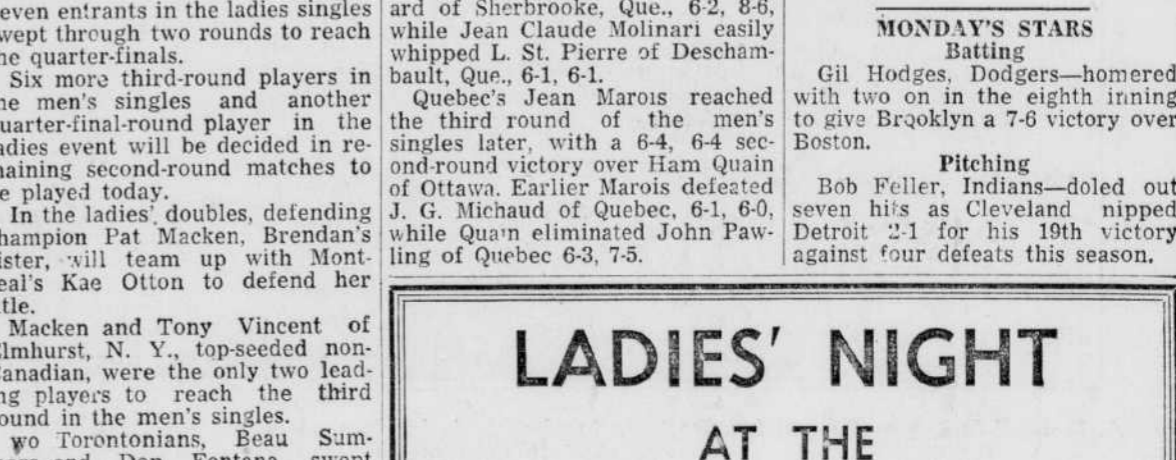 even entrants in the ladies singles
wept through two rounds to reach
he quarter-finals.
Six more third-round players in
he men's singles and another
uarter-final-round player in the
adies event will be decided in re-
naining second-round matches to
e played today.
In the ladies' doubles, defending
hampion Pat Macken, Brendan's
ister, will team up with Mont-
eal's Kae Otton to defend her
tle.
Macken and Tony Vincent of
lmhurst, N. Y., top-seeded non-
anadian, were the only two lead-
ng players to reach the third
ound in the men's singles.
wo Torontonians, Beau Sum-
and Don Fontana swept
ard of Sherbrooke, Que., 6-2, 8-6,
while Jean Claude Molinari easily
whipped L. St. Pierre of Descham-
bault, Que., 6-1, 6-1.
Quebec's Jean Marois reached
the third round of the men's
singles later, with a 6-4, 6-4 sec-
ond-round victory over Ham Quain
of Ottawa. Earlier Marois defeated
J. G. Michaud of Quebec, 6-1, 6-0,
while Quain eliminated John Paw-
ling of Quebec 6-3, 7-5.
MONDAY'S STARS
Batting
Gil Hodges, Dodgers—homered
with two on in the eighth inning
to give Brooklyn a 7-6 victory over
Boston.
Pitching
Bob Feller, Indians—doled out
seven hits as Cleveland nipped
Detroit 2-1 for his 19th victory
against four defeats this season.
LADIES' NIGHT
AT THE